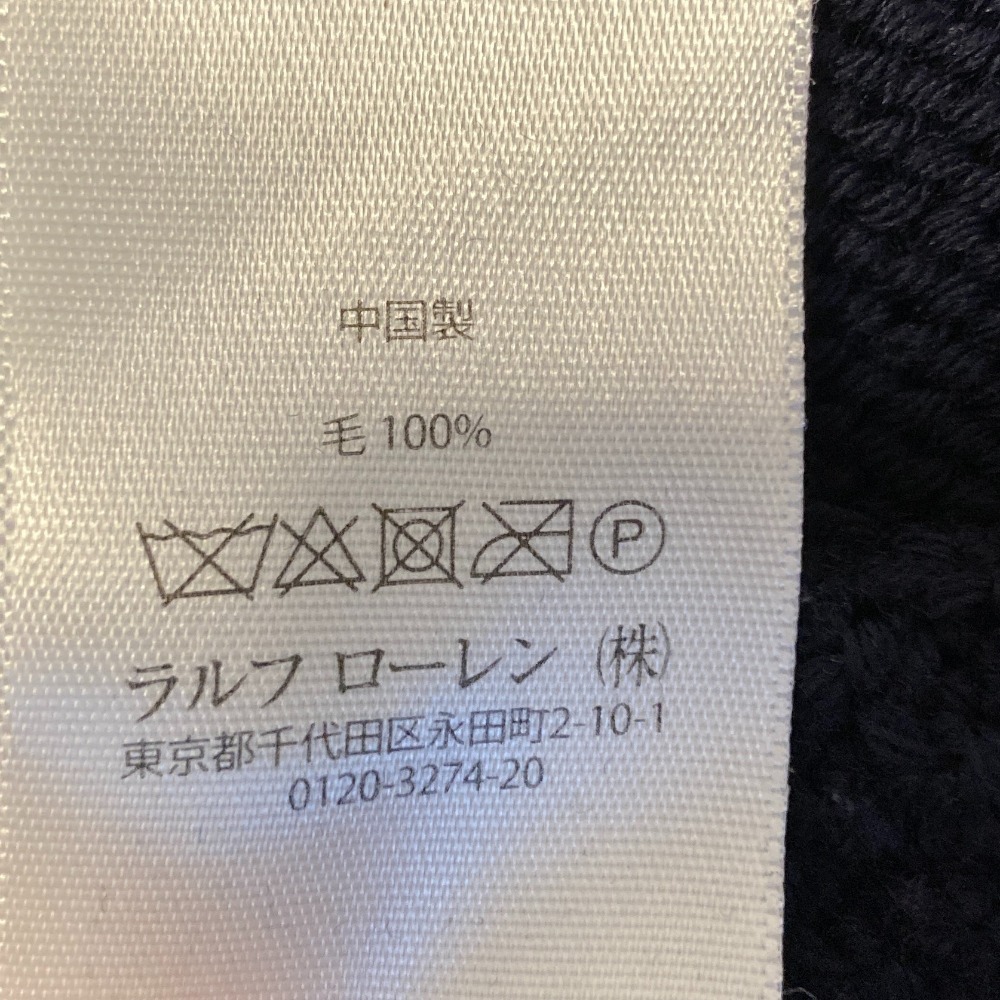 中国製
毛 100%
P
ラルフ ローレン ㈱
東京都千代田区永田町2-10-1
0120-3274-20